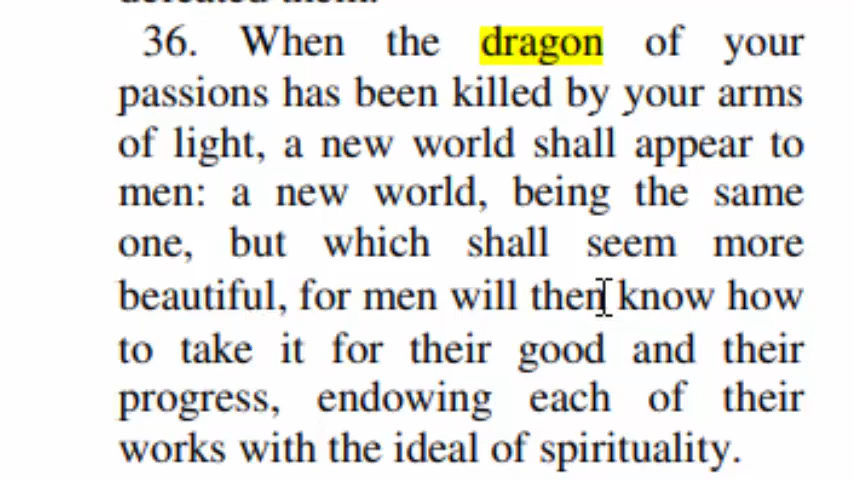 36. When the dragon of your
passions has been killed by your arms
of light, a new world shall appear to
men: a new world, being the same
one, but which shall seem more
beautiful, for men will then know how
to take it for their good and their
progress, endowing each of their
works with the ideal of spirituality.